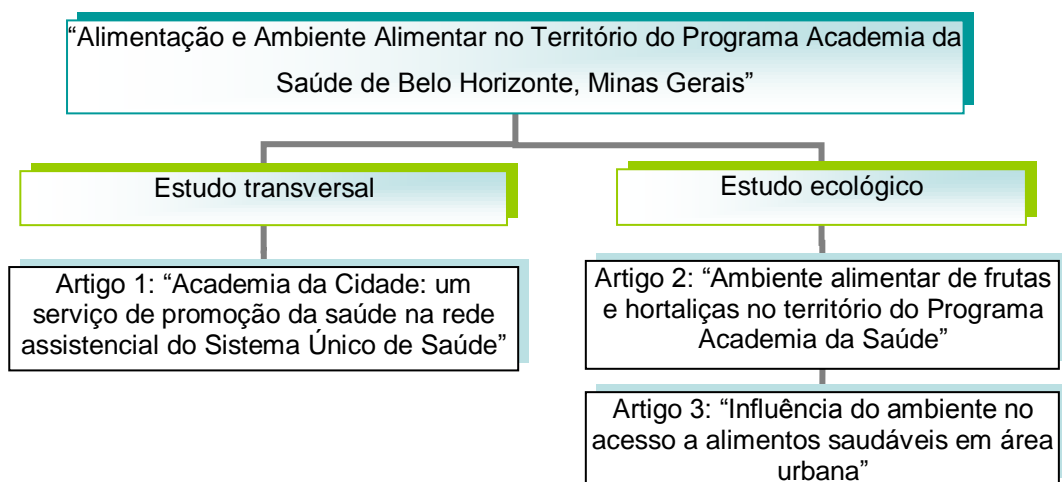 “Alimentação e Ambiente Alimentar no Território do Programa Academia da
Saúde de Belo Horizonte, Minas Gerais”
Estudo transversal
Artigo 1: “Academia da Cidade: um
serviço de promoção da saúde na rede
assistencial do Sistema Único de Saúde”
Estudo ecológico
Artigo 2: “Ambiente alimentar de frutas
e hortaliças no território do Programa
Academia da Saúde”
Artigo 3: “Influência do ambiente no
acesso a alimentos saudáveis em área
urbana”